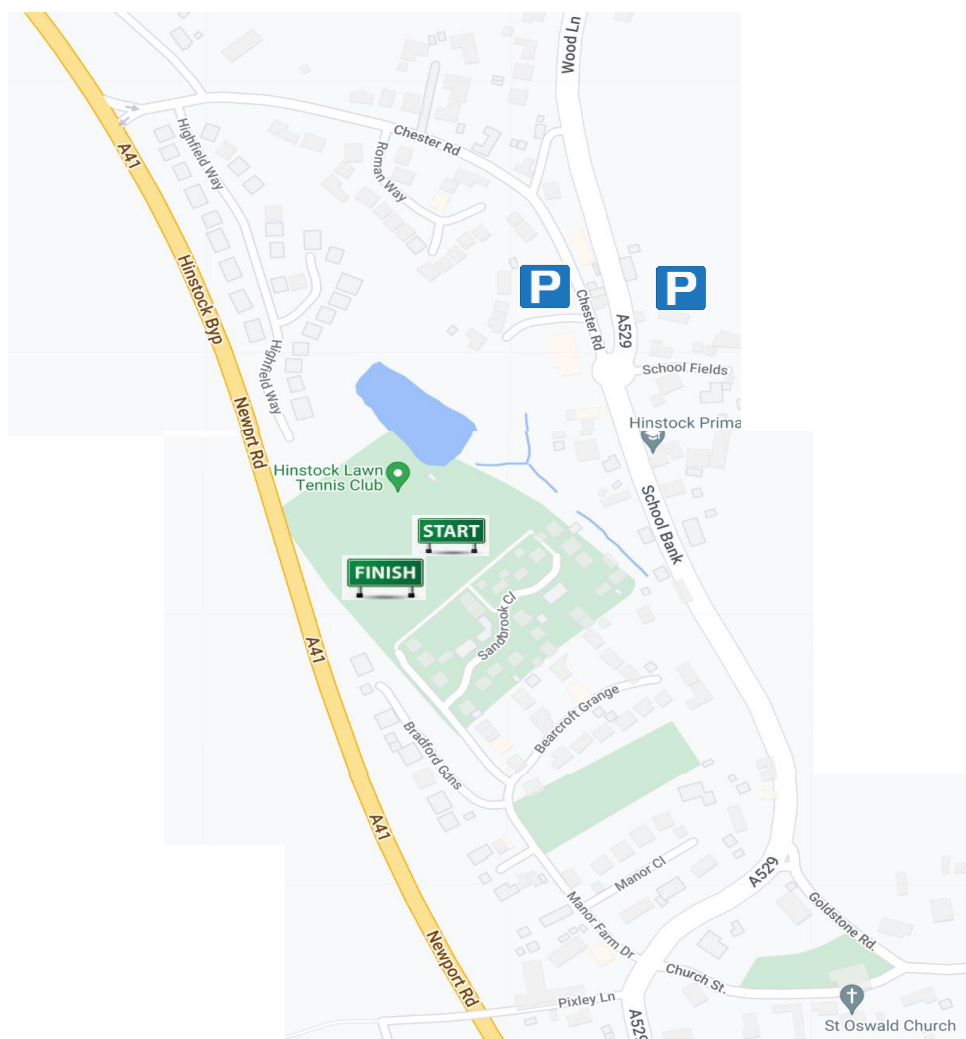 Wood Ln
A41
Highfield Way
Chester Rd
Roman Way
Hinstock Byp
P
P
Chester Rd
A529
School Fields
Highfield Way
Hinstock Prima
Newprt Rd
Hinstock Lawn
Tennis Club
START
School Bank
FINISH
Sandbrook Cl
A41
Bearcroft Grange
Bradford Gdns
A41
Manor Cl
A529
Manor Farm Dr
Goldstone Rd.
Newport Rd
Church St.
Pixley Ln
A529
St Oswald Church